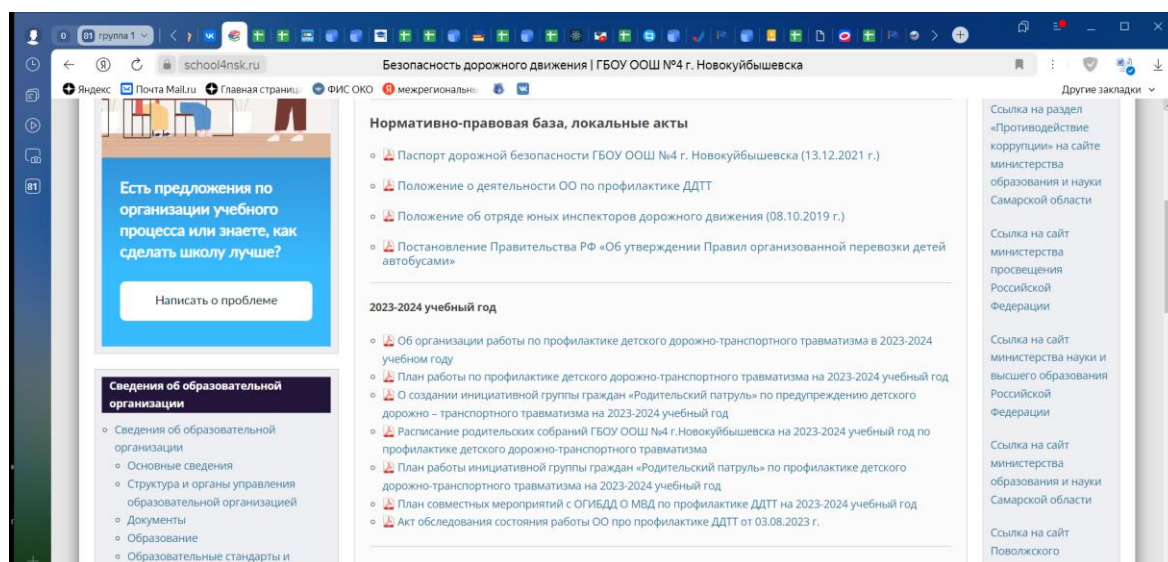 0 81 группа 1
school4nsk.ru Безопасность дорожного движения | ГБОУ ООШ №4 г. Новокуйбышевска
Яндекс Почта Mail.ru Главная страниц ФИС ОКО межрегиональн Другие закладки
81
Есть предложения по
организации учебного
процесса или знаете, как
сделать школу лучше?
Написать о проблеме
Сведения об образовательной
организации
Сведения об образовательной
организации
Основные сведения
Структура и органы управления
образовательной организацией
Документы
Образование
Образовательные стандарты и
Нормативно-правовая база, локальные акты
Паспорт дорожной безопасности ГБОУ ООШ №4 г. Новокуйбышевска (13.12.2021 г.)
Положение о деятельности ОО по профилактике ДДТТ
Положение об отряде юных инспекторов дорожного движения (08.10.2019 г.)
Постановление Правительства РФ «Об утверждении Правил организованной перевозки детей
автобусами»
2023-2024 учебный год
Об организации работы по профилактике детского дорожно-транспортного травматизма в 2023-2024
учебном году
План работы по профилактике детского дорожно-транспортного травматизма на 2023-2024 учебный год
О создании инициативной группы граждан «Родительский патруль» по предупреждению детского
дорожно – транспортного травматизма на 2023-2024 учебный год
Расписание родительских собраний ГБОУ ООШ №4 г.Новокуйбышевска на 2023-2024 учебный год по
профилактике детского дорожно-транспортного травматизма
План работы инициативной группы граждан «Родительский патруль» по профилактике детского
дорожно-транспортного травматизма на 2023-2024 учебный год
План совместных мероприятий с ОГИБДД О МВД по профилактике ДДТТ на 2023-2024 учебный год
Акт обследования состояния работы ОО про профилактике ДДТТ от 03.08.2023 г.
Ссылка на раздел
«Противодействие
коррупции» на сайте
министерства
образования и науки
Самарской области
Ссылка на сайт
министерства
просвещения
Российской
Федерации
Ссылка на сайт
министерства науки и
высшего образования
Российской
Федерации
Ссылка на сайт
министерства
образования и науки
Самарской области
Ссылка на сайт
Поволжского